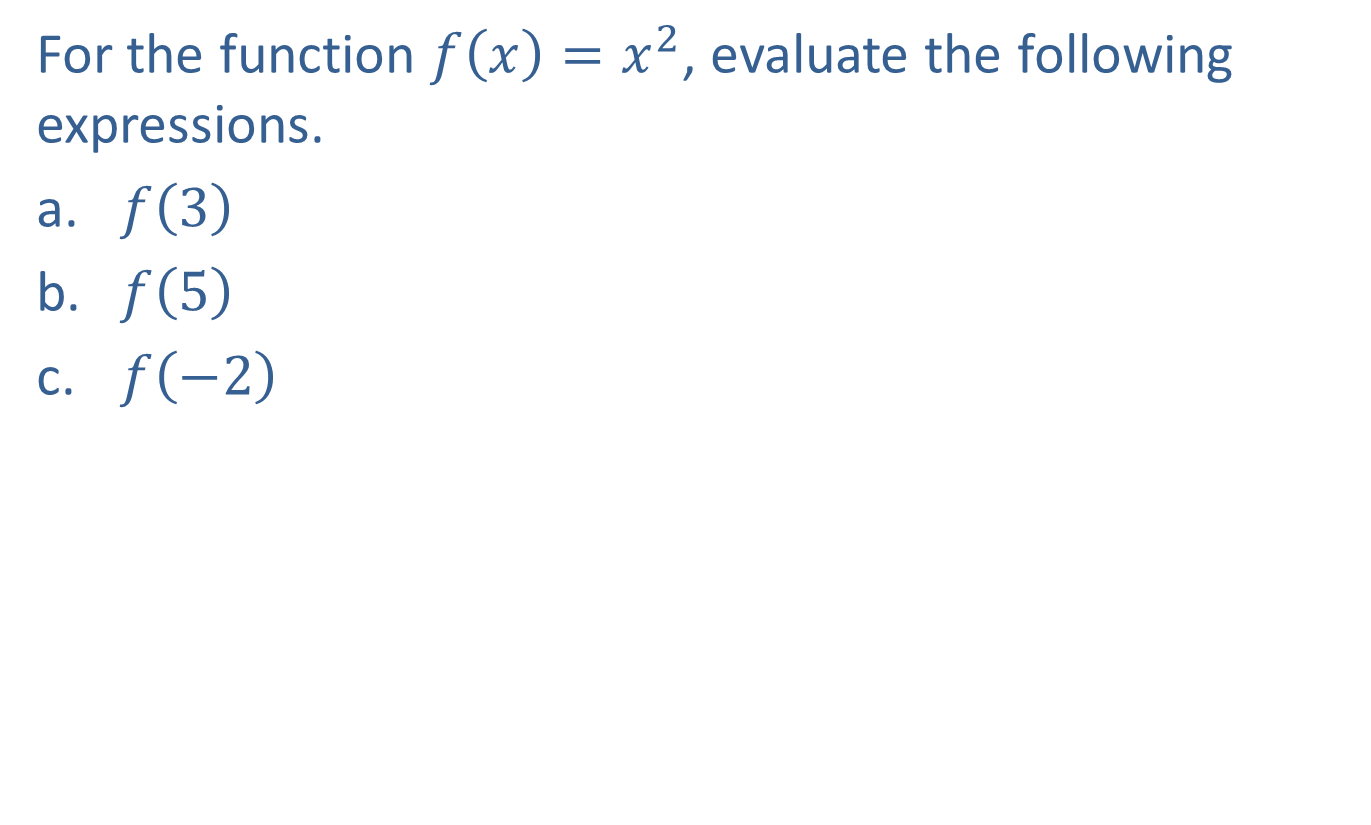 For the function 𝑓(𝑥) = 𝑥², evaluate the following
expressions.
a. 𝑓(3)
b. 𝑓(5)
c. 𝑓(−2)